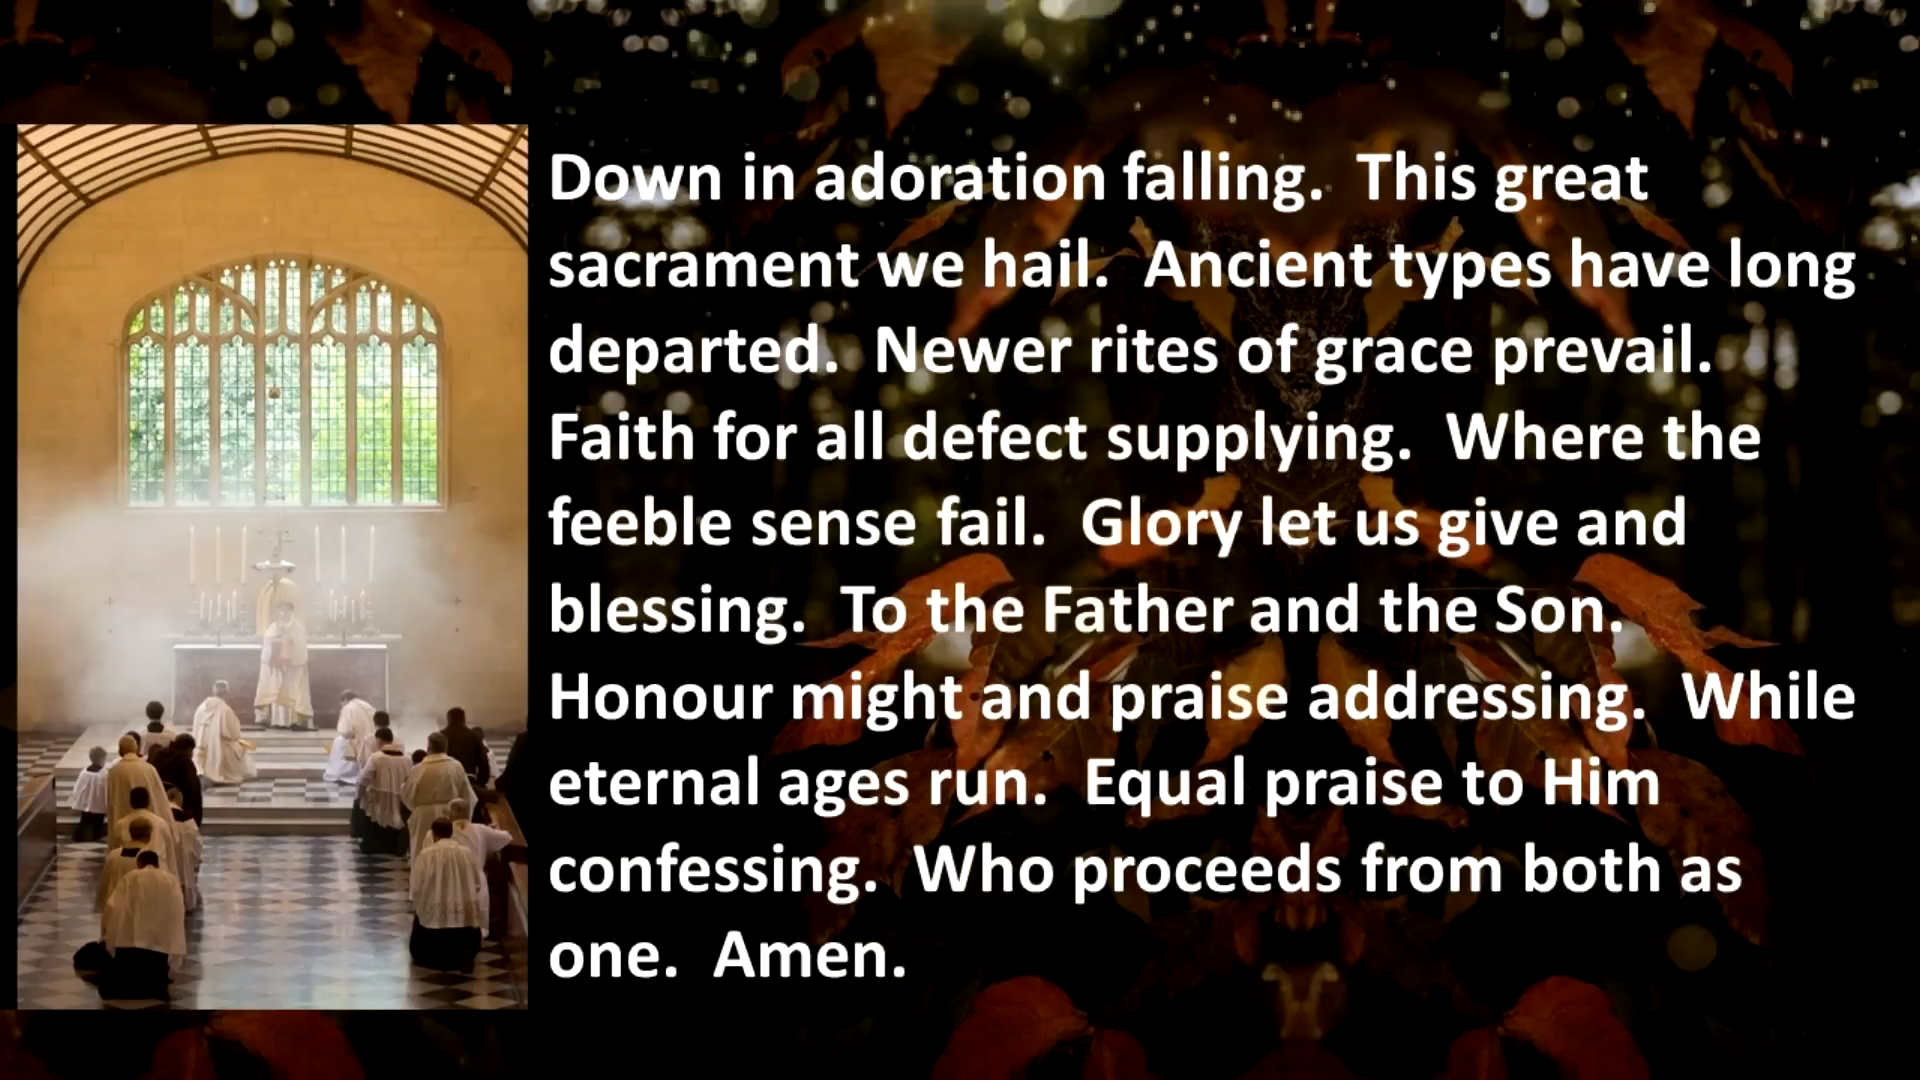 Down in adoration falling.  This great
sacrament we hail.  Ancient types have long
departed.  Newer rites of grace prevail.
Faith for all defect supplying.  Where the
feeble sense fail.  Glory let us give and
blessing.  To the Father and the Son.
Honour might and praise addressing.  While
eternal ages run.  Equal praise to Him
confessing.  Who proceeds from both as
one.  Amen.